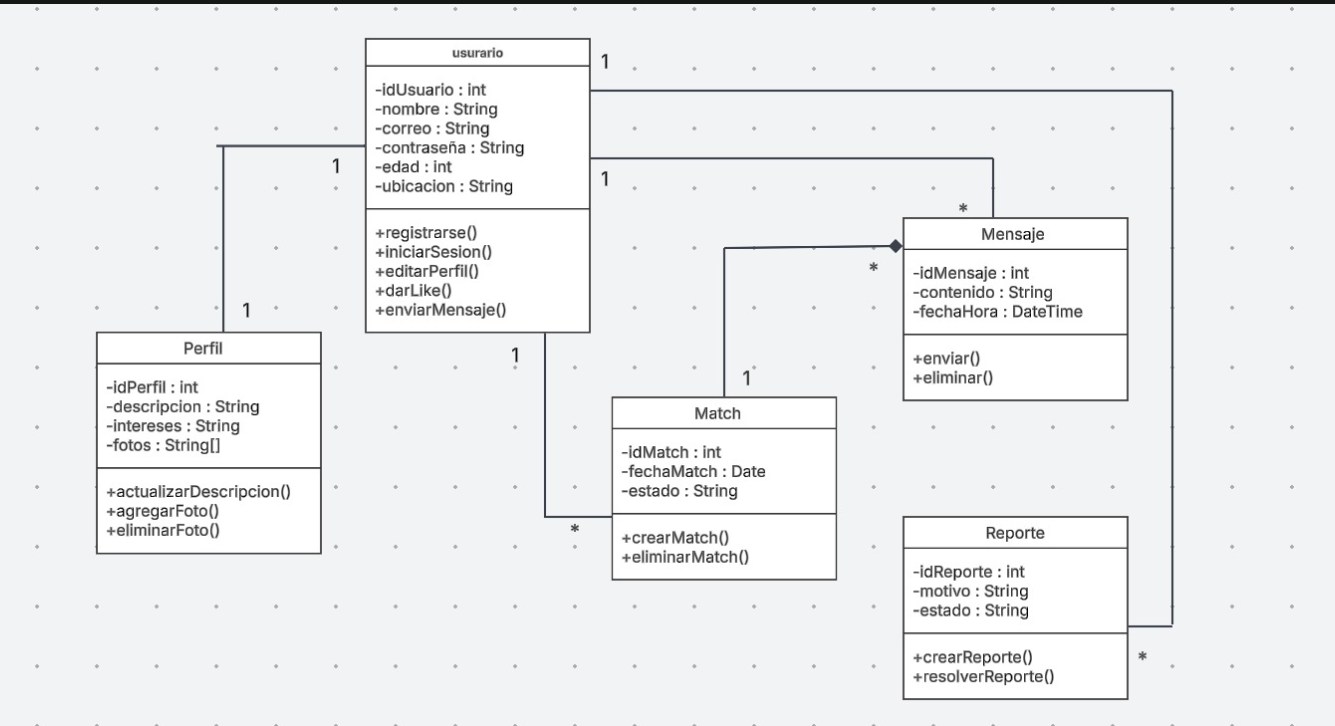 usurario
1
-idUsuario : int
-nombre : String
-correo : String
-contraseña : String
-edad : int
-ubicacion : String
1
1
+registrarse()
+iniciarSesion()
+editarPerfil()
+darLike()
+enviarMensaje()
*
Mensaje
*
-idMensaje : int
-contenido : String
-fechaHora : DateTime
+enviar()
+eliminar()
1
Perfil
-idPerfil : int
-descripcion : String
-intereses : String
-fotos : String[]
+actualizarDescripcion()
+agregarFoto()
+eliminarFoto()
1
1
Match
-idMatch : int
-fechaMatch : Date
-estado : String
*
+crearMatch()
+eliminarMatch()
Reporte
-idReporte : int
-motivo : String
-estado : String
+crearReporte()
+resolverReporte()
*